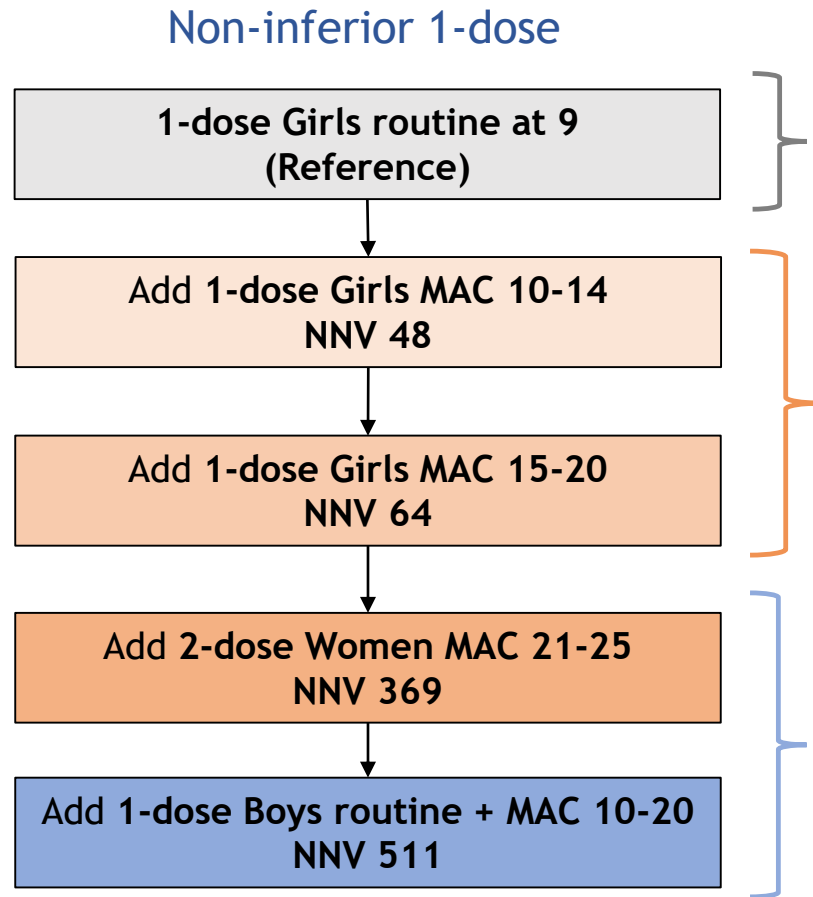 Non-inferior 1-dose
1-dose Girls routine at 9
(Reference)
Add 1-dose Girls MAC 10-14
NNV 48
Add 1-dose Girls MAC 15-20
NNV 64
Add 2-dose Women MAC 21-25
NNV 369
Add 1-dose Boys routine + MAC 10-20
NNV 511